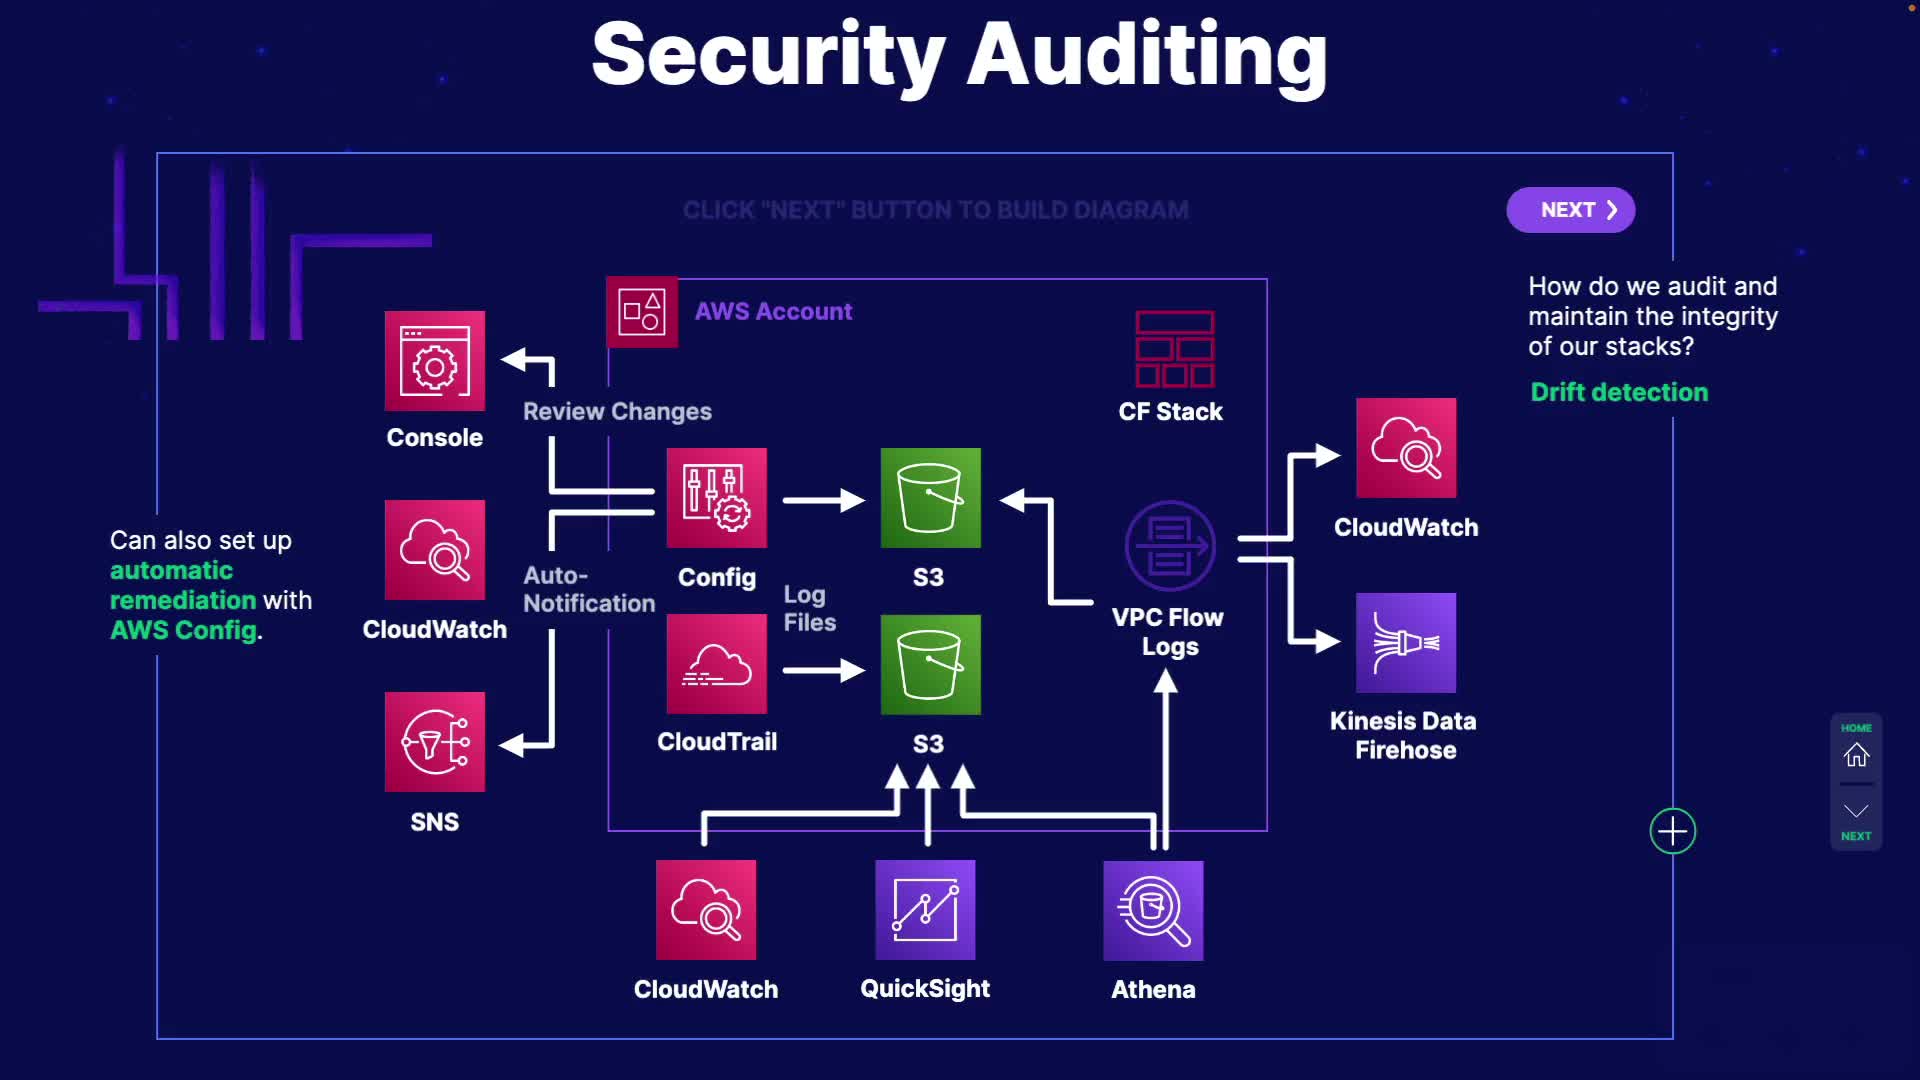 Security Auditing
CLICK "NEXT" BUTTON TO BUILD DIAGRAM
NEXT
How do we audit and
maintain the integrity
of our stacks?
Drift detection
AWS Account
Console
Review Changes
CF Stack
CloudWatch
Can also set up
automatic
remediation with
AWS Config.
CloudWatch
Auto-
Notification
Config
S3
Log
Files
VPC Flow
Logs
CloudTrail
S3
Kinesis Data
Firehose
SNS
HOME
NEXT
CloudWatch
QuickSight
Athena